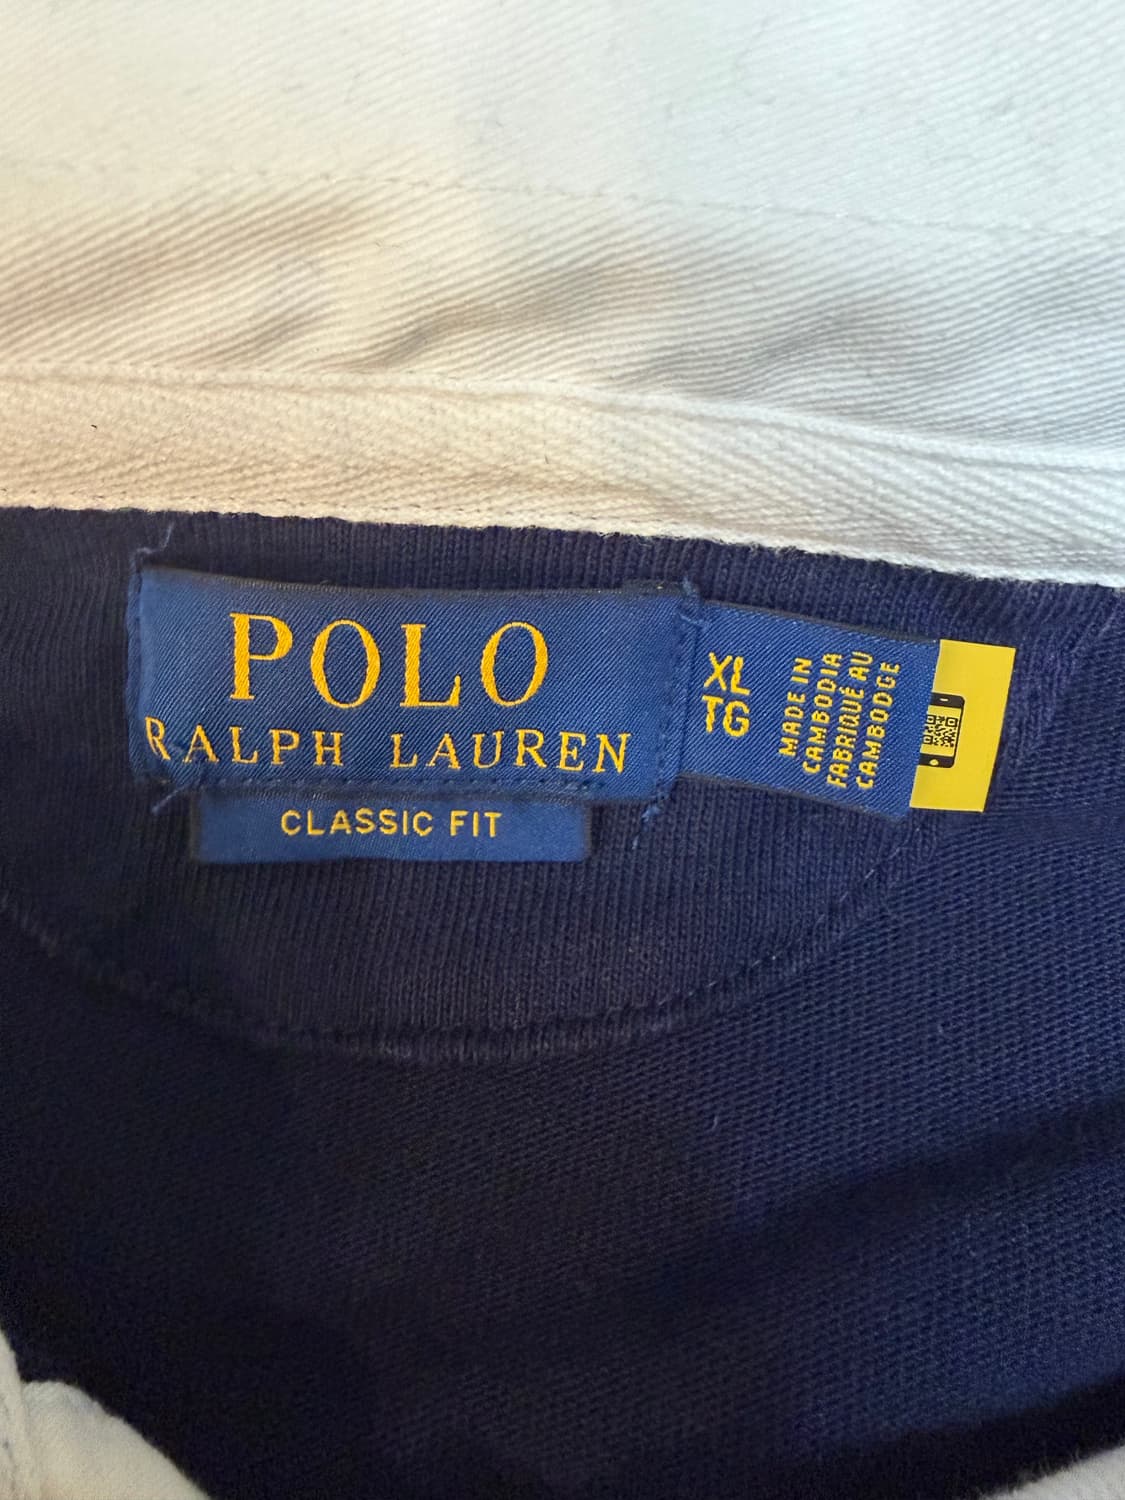 POLO
RALPH LAUREN
CLASSIC FIT
XL
TG
MADE IN
CAMBODIA
FABRIQUÉ AU
CAMBODGE